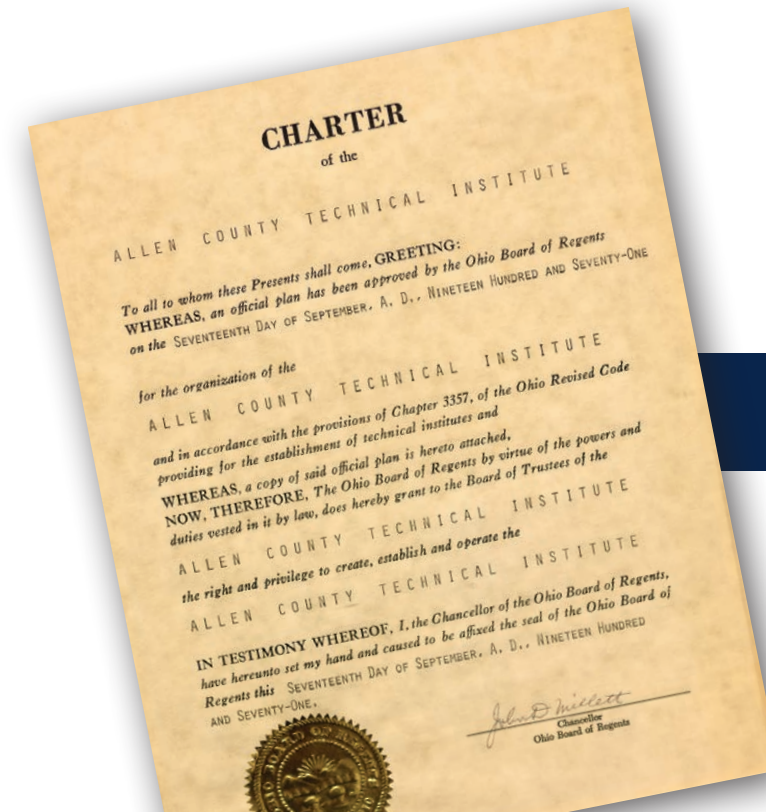 CHARTER
of the
ALLEN COUNTY TECHNICAL INSTITUTE
To all to whom these Presents shall come, GREETING:
WHEREAS, an official plan has been approved by the Ohio Board of Regents
on the SEVENTEENTH DAY OF SEPTEMBER, A. D., NINETEEN HUNDRED AND SEVENTY-ONE
for the organization of the
ALLEN COUNTY TECHNICAL INSTITUTE
and in accordance with the provisions of Chapter 3357, of the Ohio Revised Code
providing for the establishment of technical institutes and
WHEREAS, a copy of said official plan is hereto attached,
NOW, THEREFORE, The Ohio Board of Regents by virtue of the powers and
duties vested in it by law, does hereby grant to the Board of Trustees of the
ALLEN COUNTY TECHNICAL INSTITUTE
the right and privilege to create, establish and operate the
ALLEN COUNTY TECHNICAL INSTITUTE
IN TESTIMONY WHEREOF, I, the Chancellor of the Ohio Board of Regents,
have hereunto set my hand and caused to be affixed the seal of the Ohio Board of
Regents this SEVENTEENTH DAY OF SEPTEMBER, A. D., NINETEEN HUNDRED
AND SEVENTY-ONE.
John D Millett
Chancellor
Ohio Board of Regents